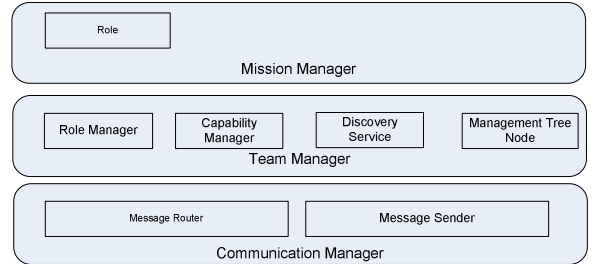 Role
Mission Manager
Role Manager
Capability
Manager
Discovery
Service
Management Tree
Node
Team Manager
Message Router
Message Sender
Communication Manager